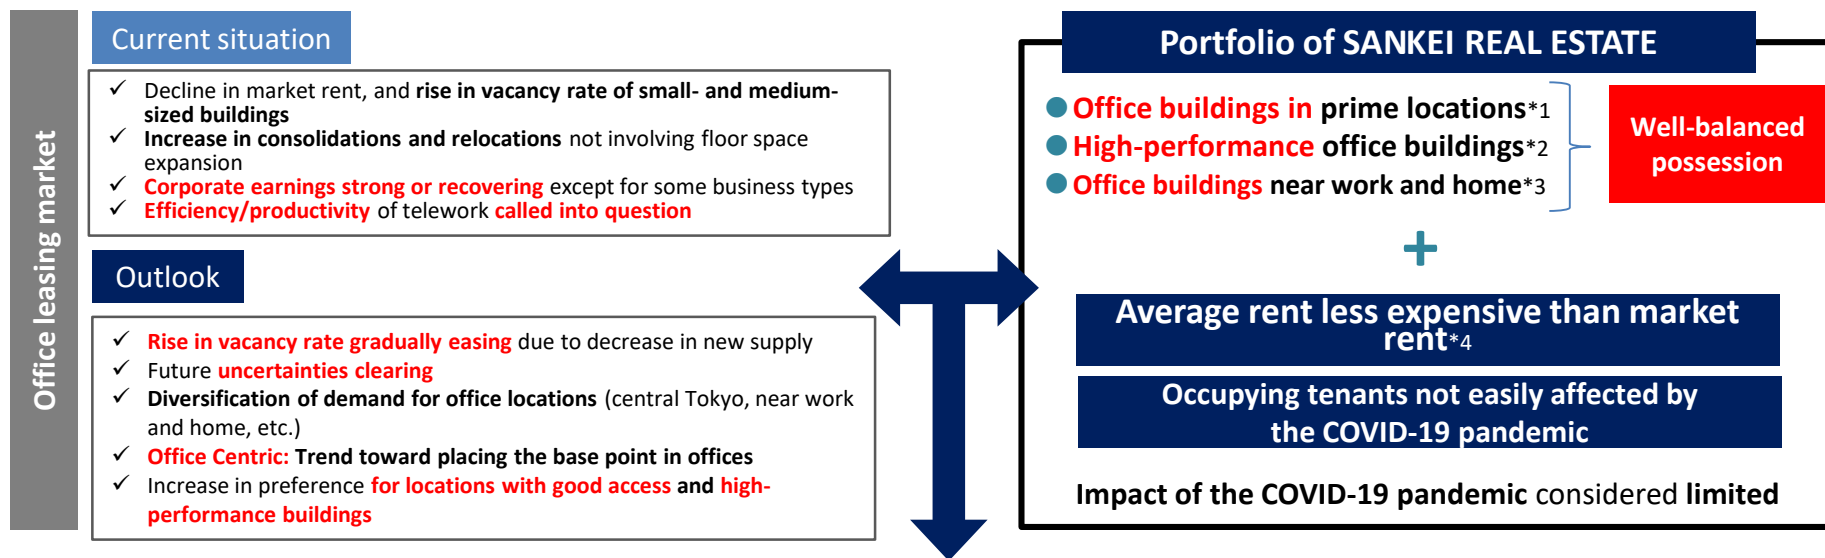 Office leasing market
Current situation
✓ Decline in market rent, and rise in vacancy rate of small- and medium-
sized buildings
✓ Increase in consolidations and relocations not involving floor space
expansion
✓ Corporate earnings strong or recovering except for some business types
✓ Efficiency/productivity of telework called into question
Outlook
✓ Rise in vacancy rate gradually easing due to decrease in new supply
✓ Future uncertainties clearing
✓ Diversification of demand for office locations (central Tokyo, near work
and home, etc.)
✓ Office Centric: Trend toward placing the base point in offices
✓ Increase in preference for locations with good access and high-
performance buildings
Portfolio of SANKEI REAL ESTATE
● Office buildings in prime locations*1
● High-performance office buildings*2
● Office buildings near work and home*3
Well-balanced
possession
+
Average rent less expensive than market
rent*4
Occupying tenants not easily affected by
the COVID-19 pandemic
Impact of the COVID-19 pandemic considered limited